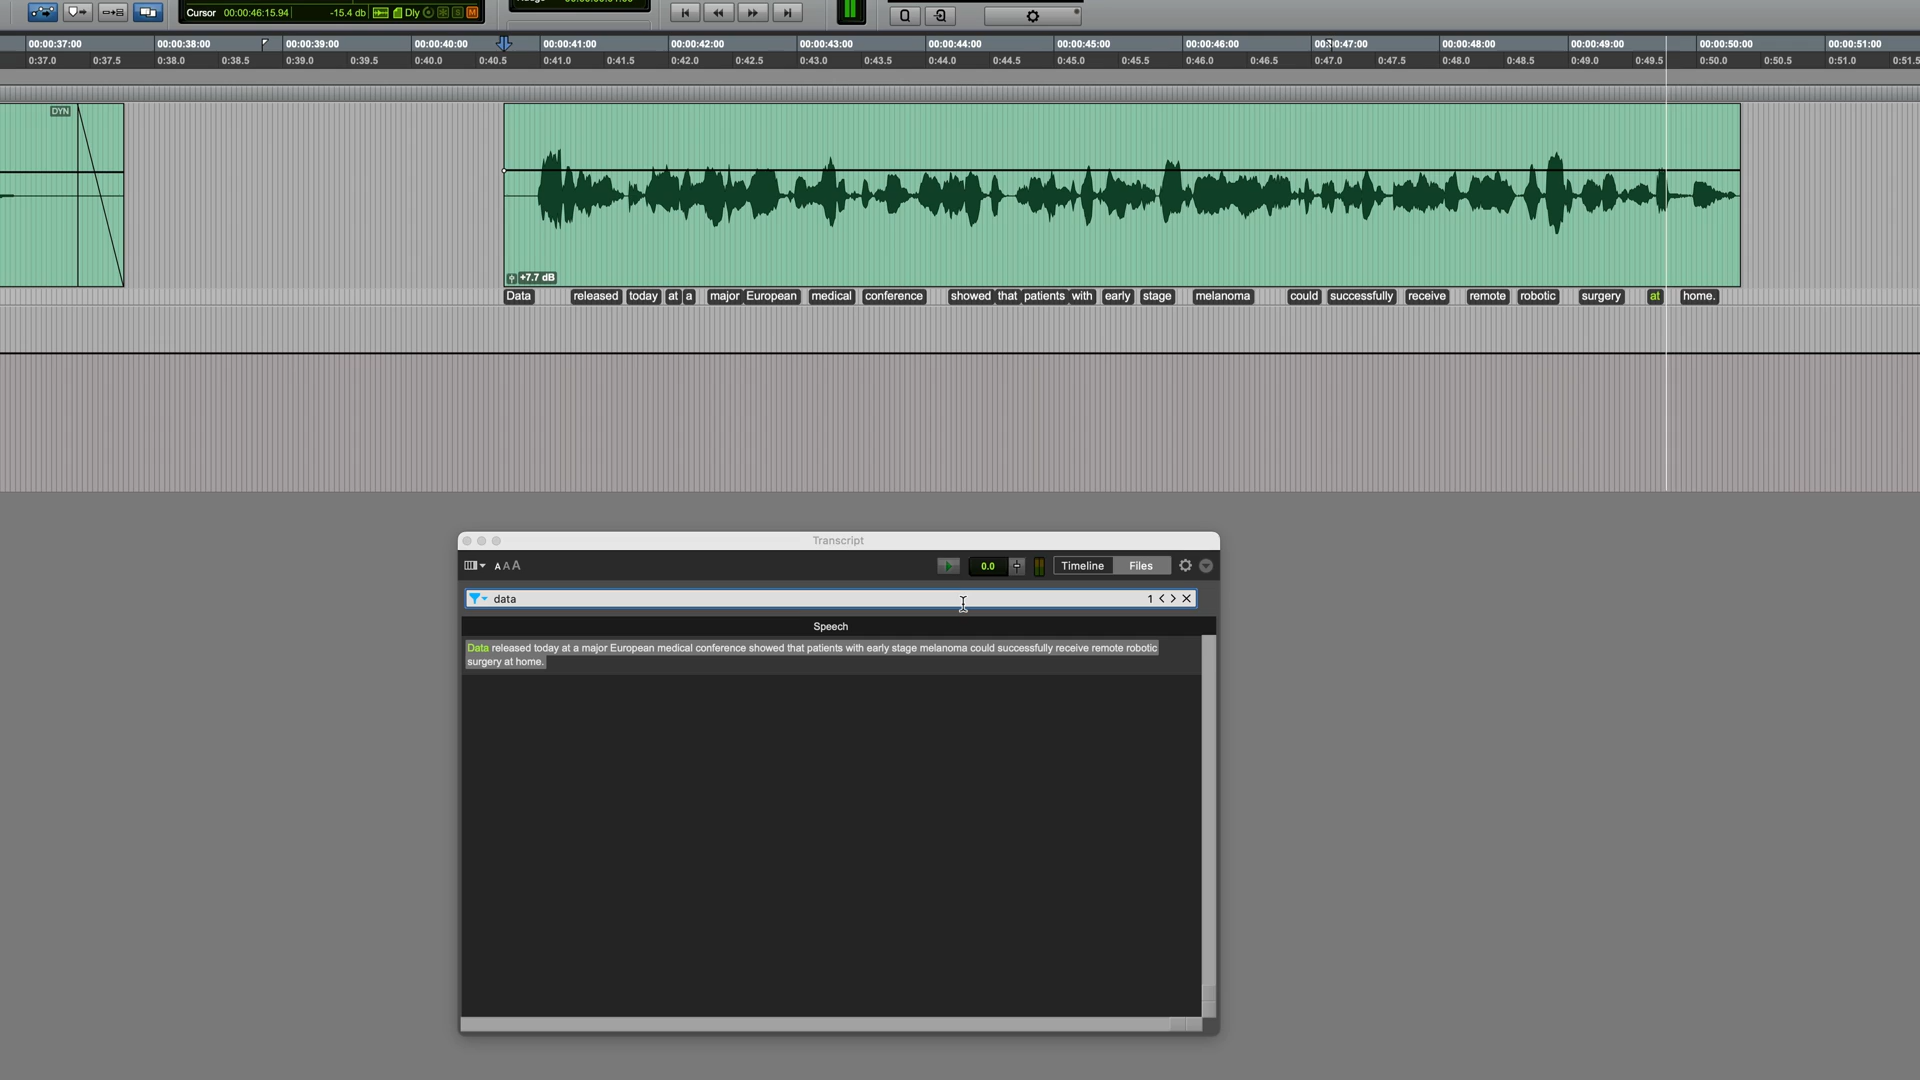 Cursor 00:00:46:15.94 -15.4 db Dly S M
00:00:37:00 00:00:38:00 00:00:39:00 00:00:40:00 00:00:41:00 00:00:42:00 00:00:43:00 00:00:44:00 00:00:45:00 00:00:46:00 00:00:47:00 00:00:48:00 00:00:49:00 00:00:50:00 00:00:51:00
0:37.0 0:37.5 0:38.0 0:38.5 0:39.0 0:39.5 0:40.0 0:40.5 0:41.0 0:41.5 0:42.0 0:42.5 0:43.0 0:43.5 0:44.0 0:44.5 0:45.0 0:45.5 0:46.0 0:46.5 0:47.0 0:47.5 0:48.0 0:48.5 0:49.0 0:49.5 0:50.0 0:50.5 0:51.0 0:51.5
DYN
+7.7 dB
Data released today at a major European medical conference showed that patients with early stage melanoma could successfully receive remote robotic surgery at home.
Transcript
A A A 0.0 Timeline Files
data 1
Speech
Data released today at a major European medical conference showed that patients with early stage melanoma could successfully receive remote robotic
surgery at home.